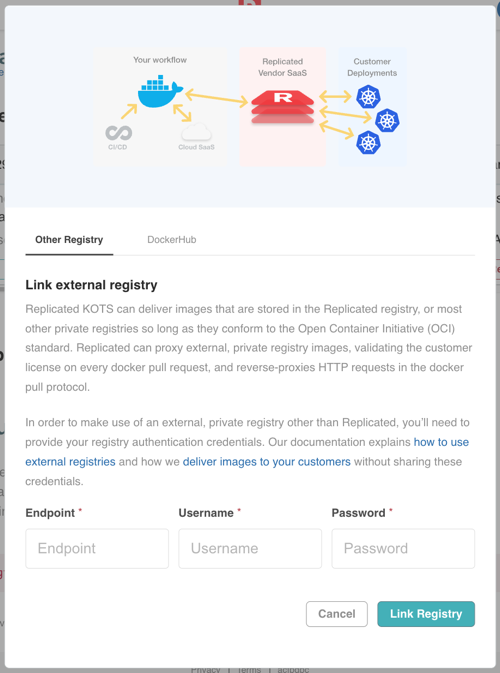 Your workflow
Replicated
Vendor SaaS
Customer
Deployments
R
CI/CD
Cloud SaaS
Other Registry
DockerHub
Link external registry
Replicated KOTS can deliver images that are stored in the Replicated registry, or most
other private registries so long as they conform to the Open Container Initiative (OCI)
standard. Replicated can proxy external, private registry images, validating the customer
license on every docker pull request, and reverse-proxies HTTP requests in the docker
pull protocol.
In order to make use of an external, private registry other than Replicated, you’ll need to
provide your registry authentication credentials. Our documentation explains how to use
external registries and how we deliver images to your customers without sharing these
credentials.
Endpoint *
Username *
Password *
Endpoint
Username
Password
Cancel
Link Registry
Privacy | Terms |